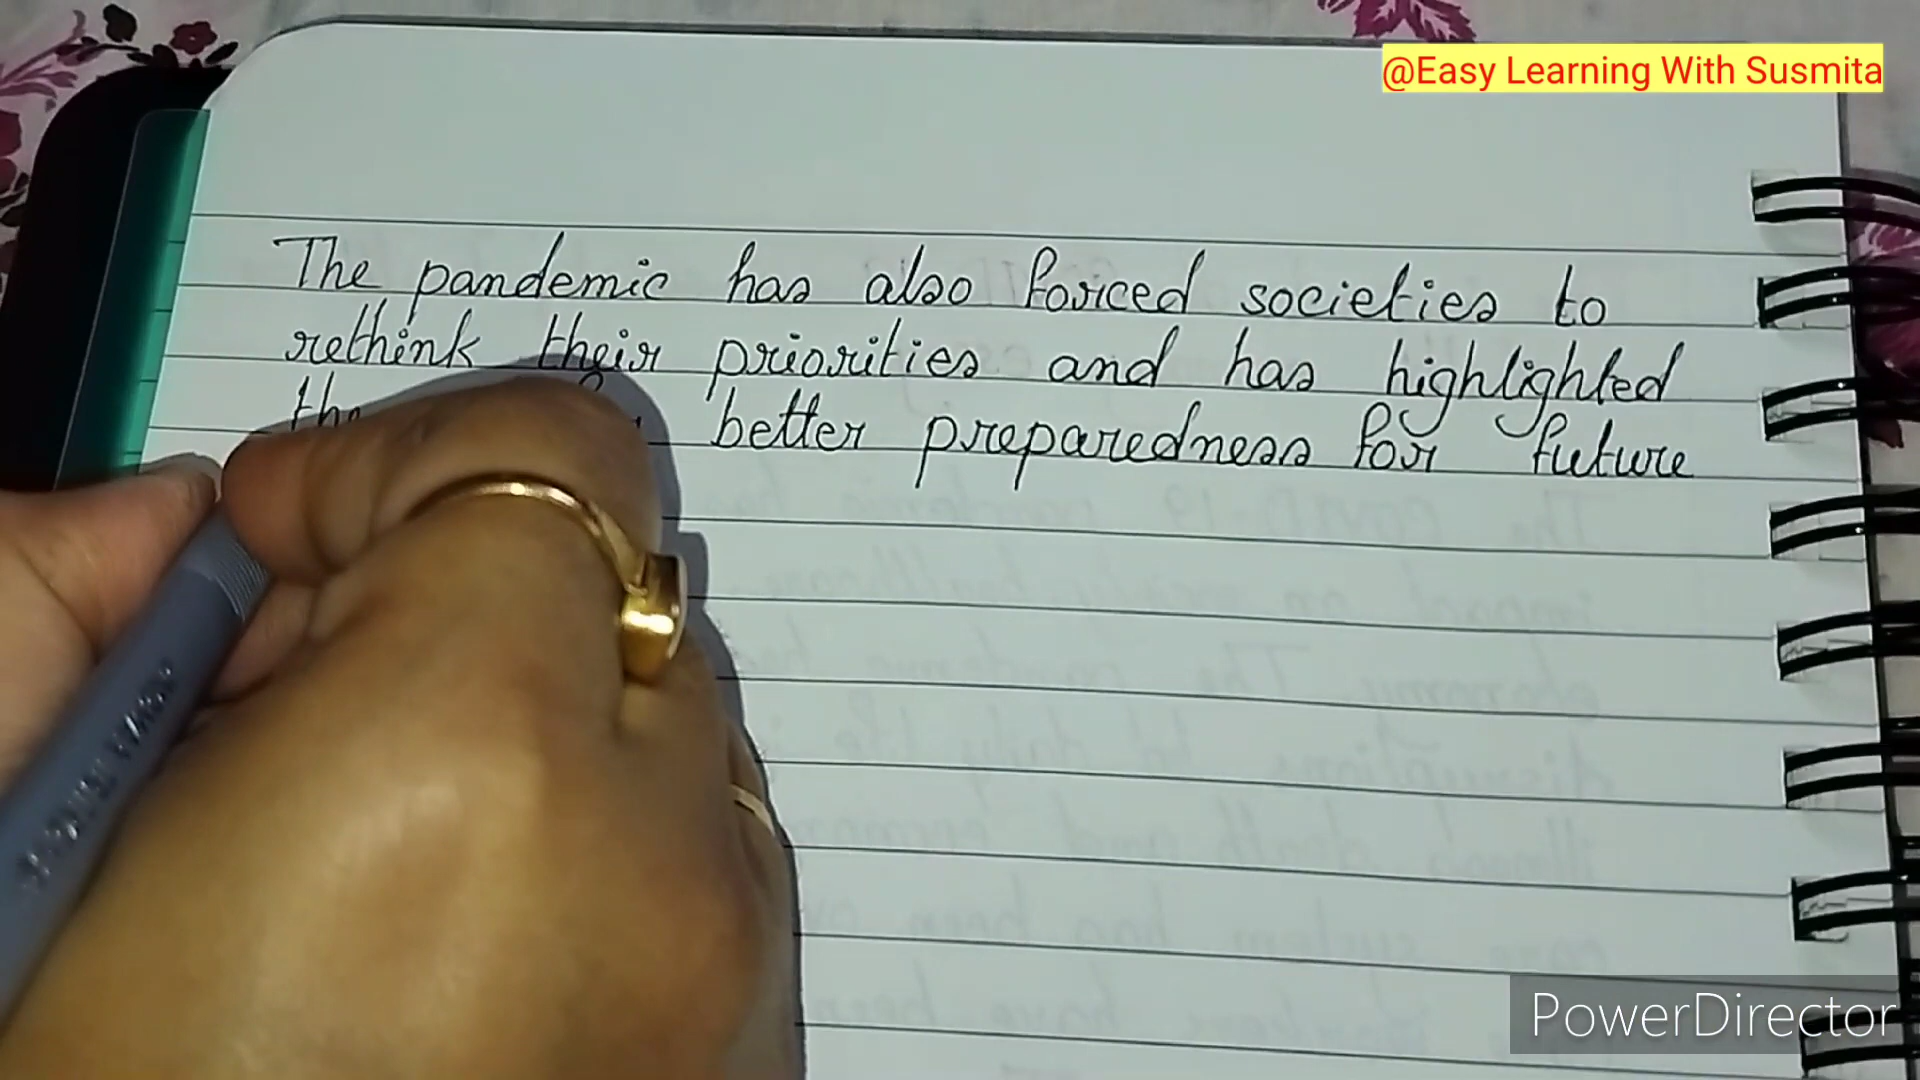 @Easy Learning With Susmita
The pandemic has also forced societies to
rethink their priorities and has highlighted
the better preparedness for future
PowerDirector